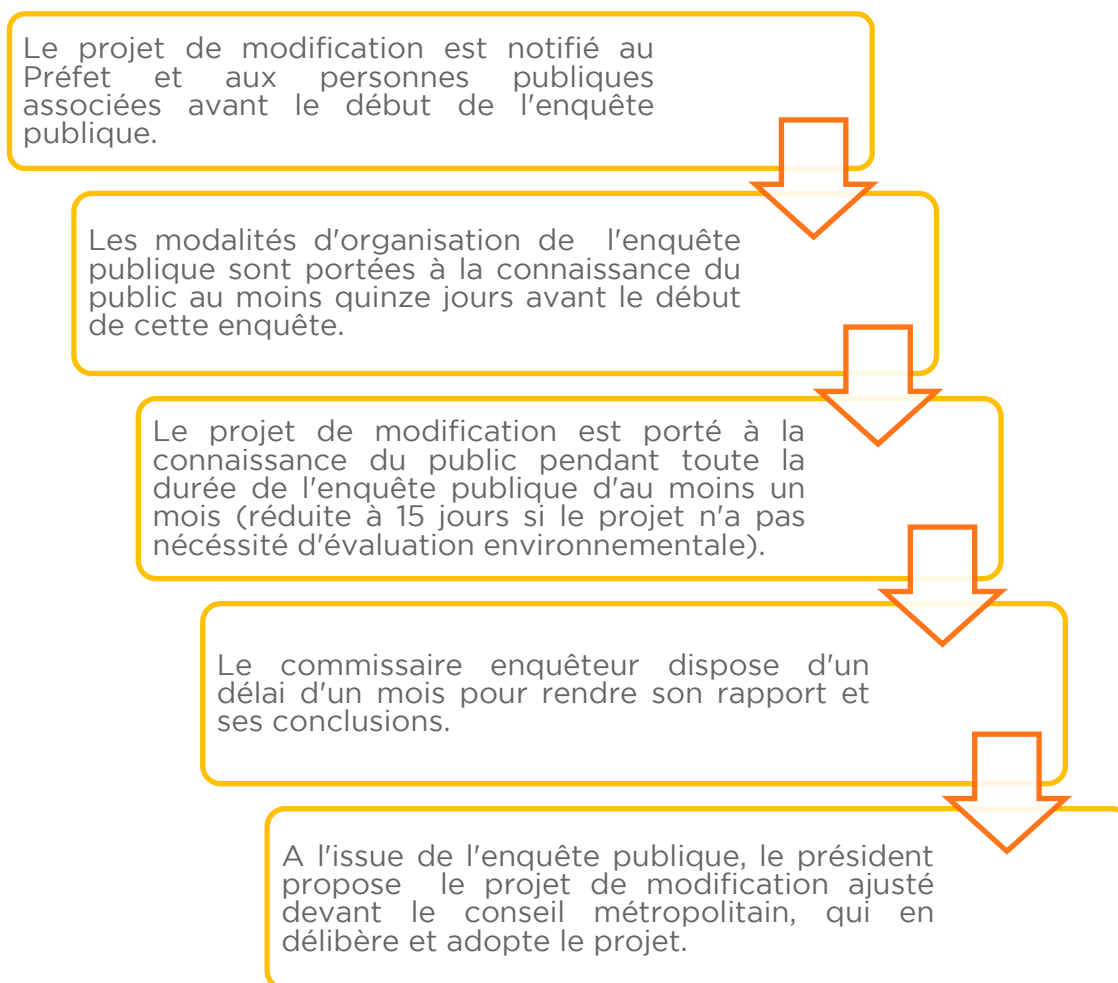 Le projet de modification est notifié au
Préfet et aux personnes publiques
associées avant le début de l'enquête
publique.
Les modalités d'organisation de l'enquête
publique sont portées à la connaissance du
public au moins quinze jours avant le début
de cette enquête.
Le projet de modification est porté à la
connaissance du public pendant toute la
durée de l'enquête publique d'au moins un
mois (réduite à 15 jours si le projet n'a pas
nécéssité d'évaluation environnementale).
Le commissaire enquêteur dispose d'un
délai d'un mois pour rendre son rapport et
ses conclusions.
A l'issue de l'enquête publique, le président
propose le projet de modification ajusté
devant le conseil métropolitain, qui en
délibère et adopte le projet.